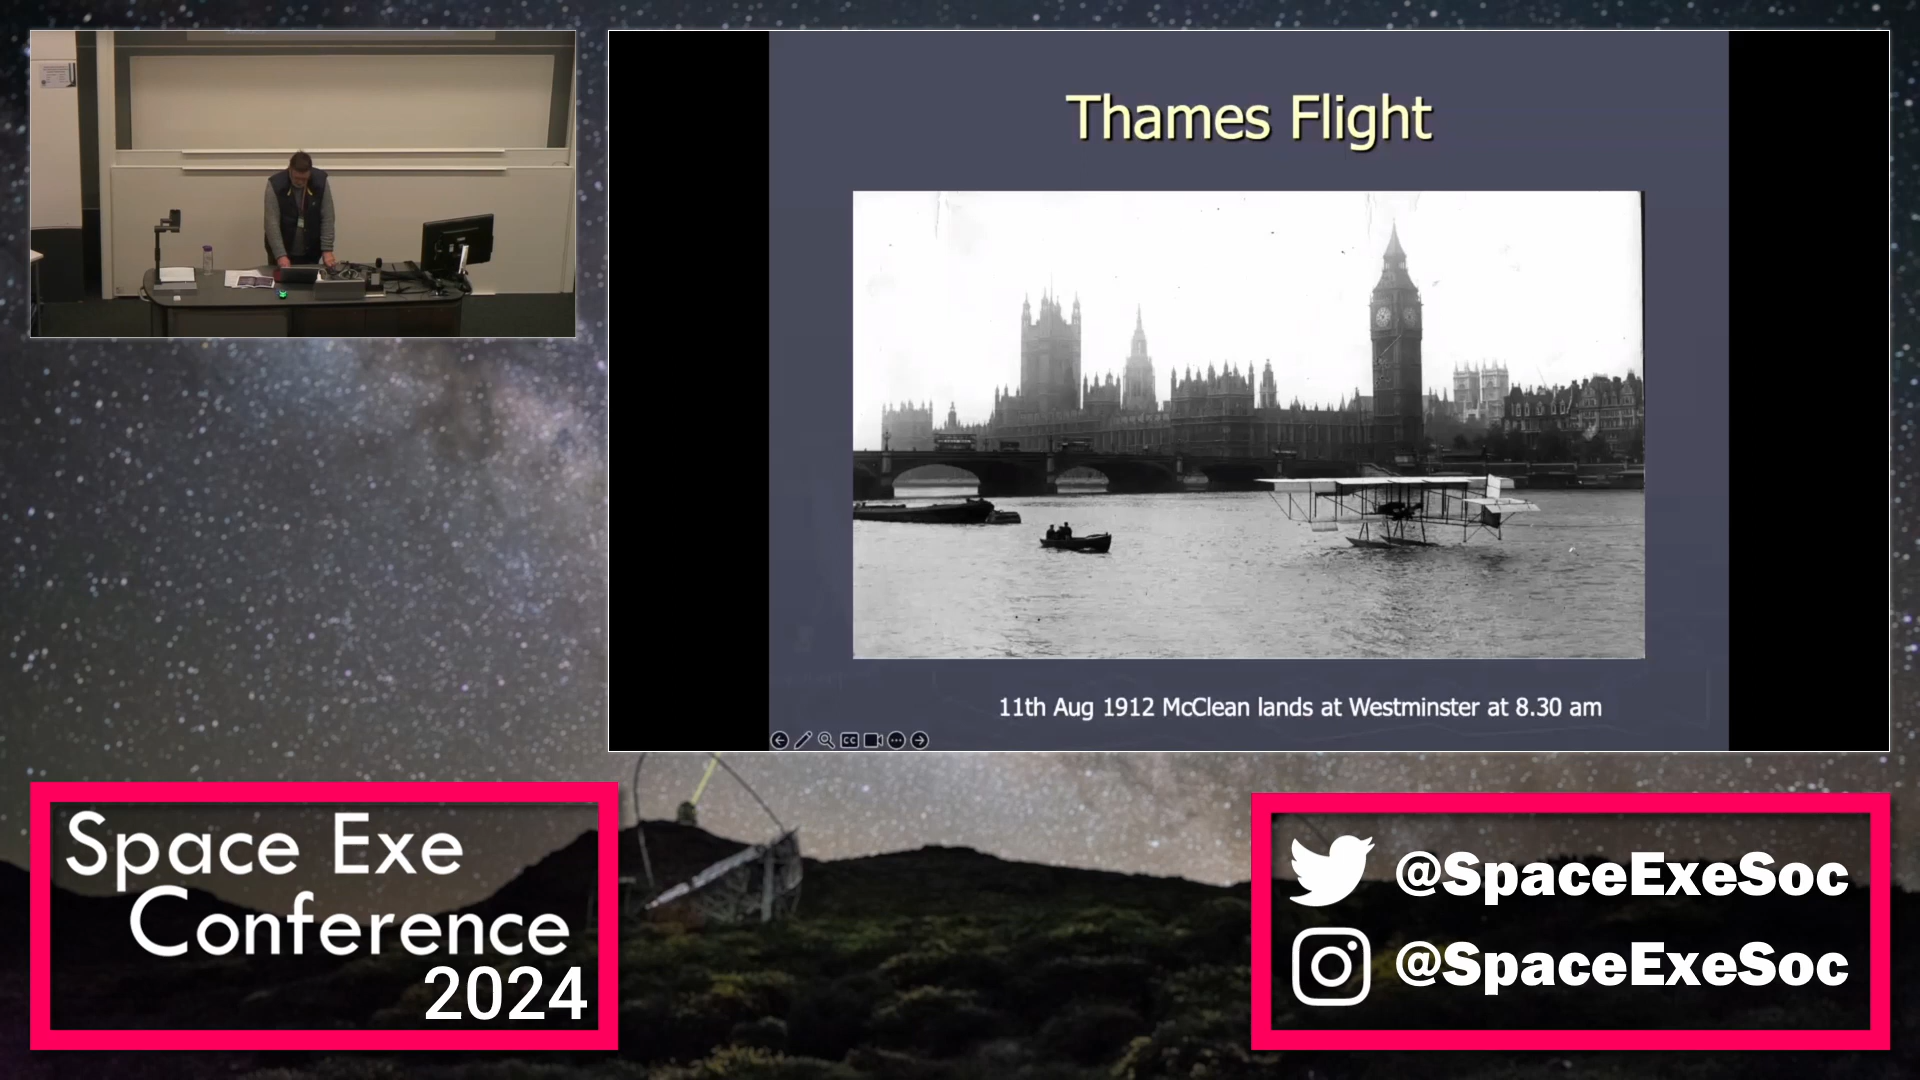 Thames Flight
11th Aug 1912 McClean lands at Westminster at 8.30 am
CC
Space Exe
Conference
2024
@SpaceExeSoc
@SpaceExeSoc